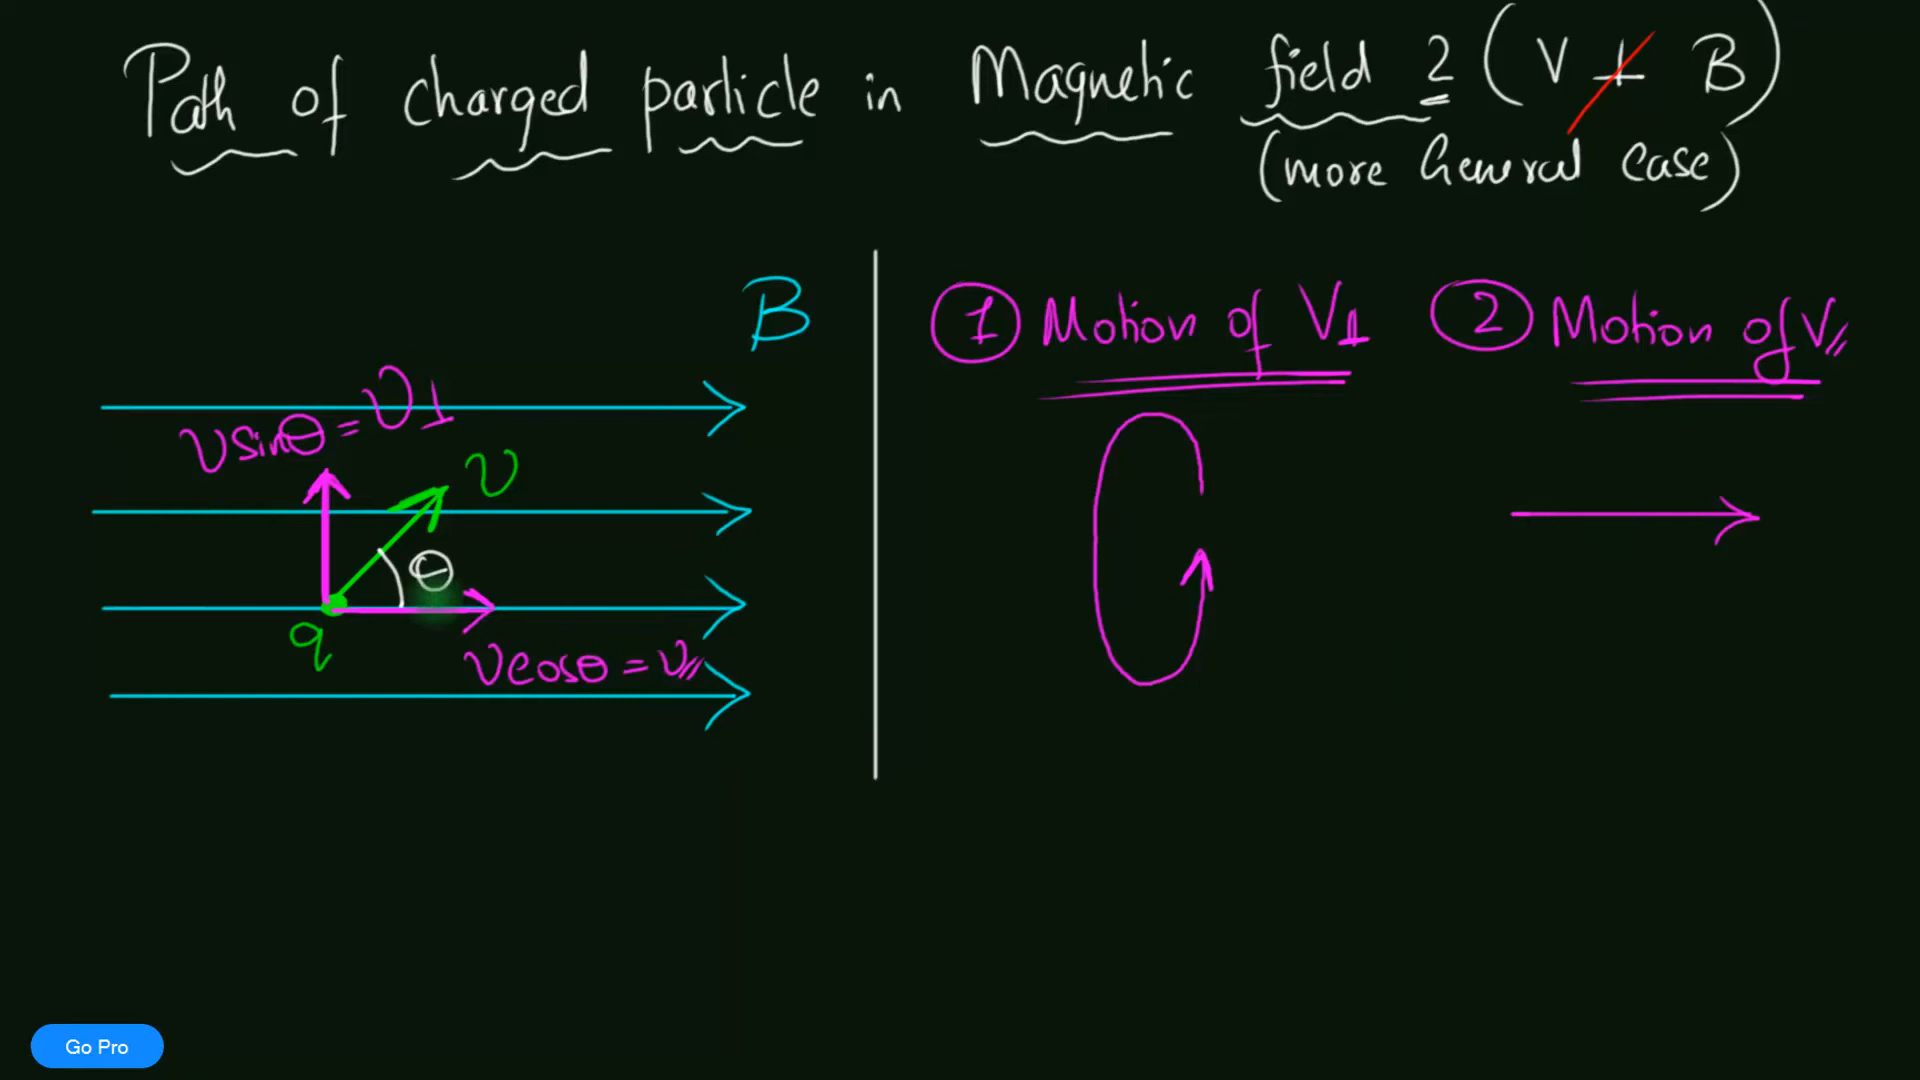 Path of charged particle in Magnetic field 2 (V ⊥ B)
(more General case)
B
① Motion of V⊥
② Motion of V∥
vsinθ = v⊥
v
θ
q
vcosθ = v∥
Go Pro